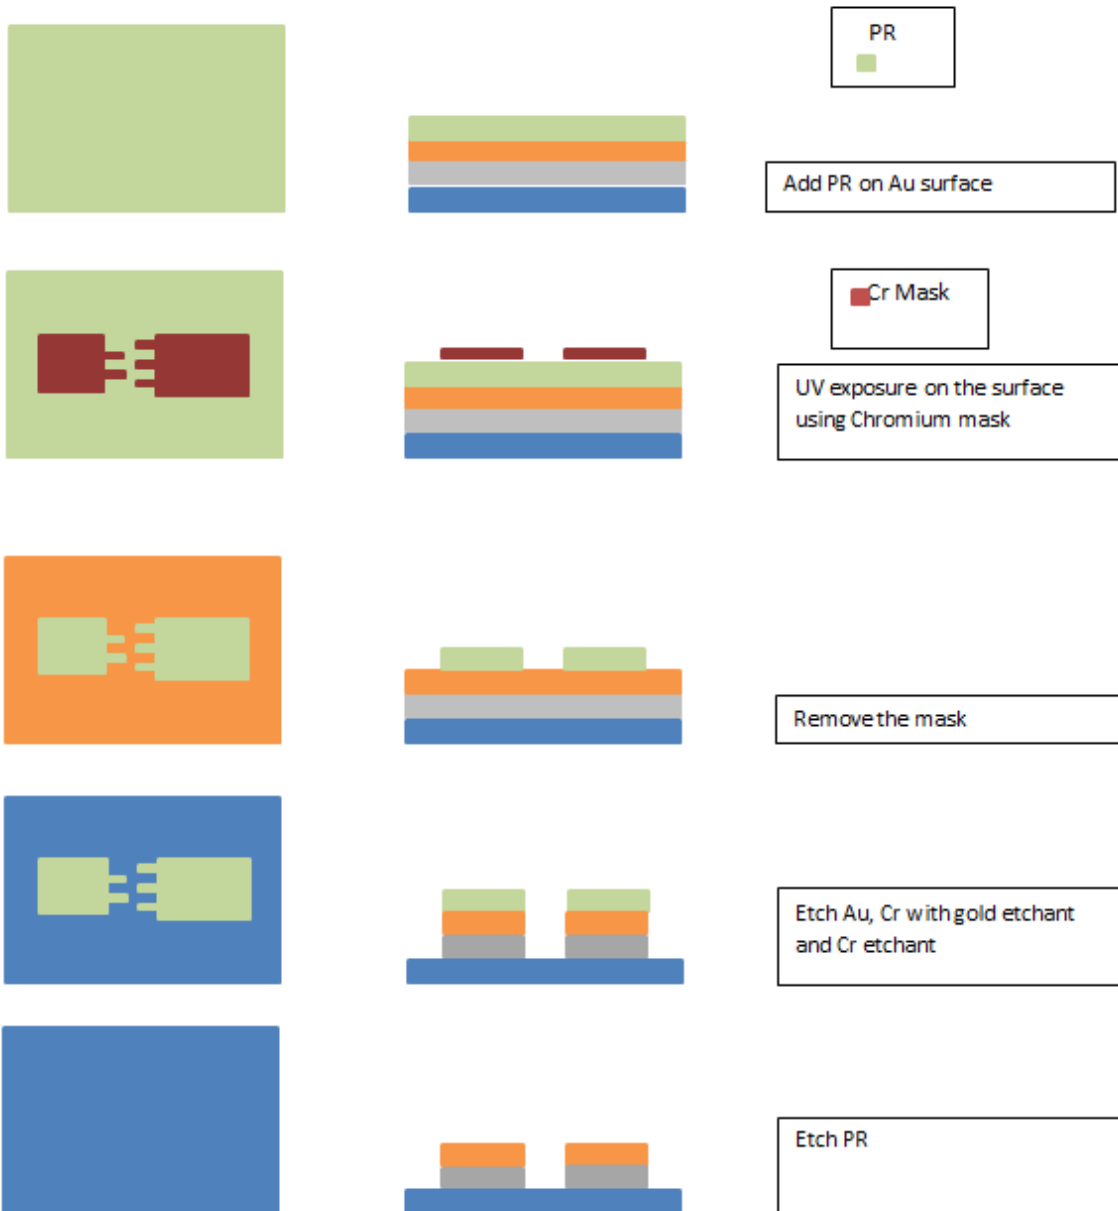 PR
Add PR on Au surface
Cr Mask
UV exposure on the surface
using Chromium mask
Remove the mask
Etch Au, Cr with gold etchant
and Cr etchant
Etch PR